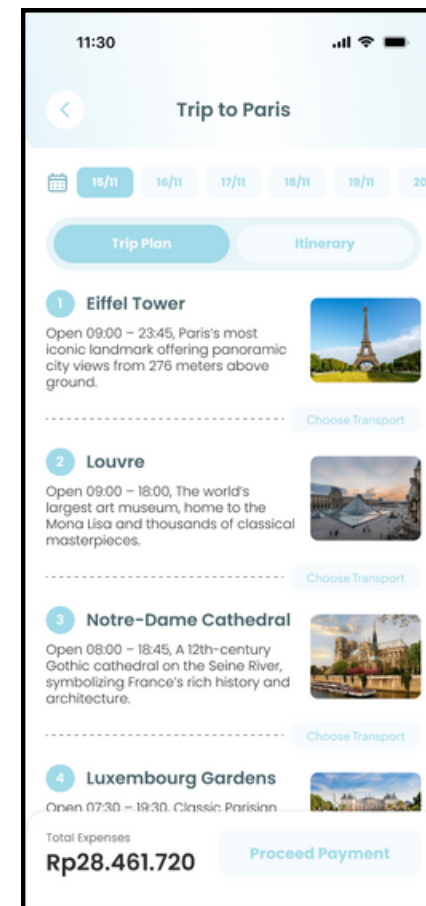 11:30
Trip to Paris
15/11 16/11 17/11 18/11 19/11 20
Trip Plan Itinerary
1 Eiffel Tower
Open 09:00 – 23:45, Paris's most
iconic landmark offering panoramic
city views from 276 meters above
ground.
Choose Transport
2 Louvre
Open 09:00 – 18:00, The world's
largest art museum, home to the
Mona Lisa and thousands of classical
masterpieces.
Choose Transport
3 Notre-Dame Cathedral
Open 08:00 – 18:45, A 12th-century
Gothic cathedral on the Seine River,
symbolizing France's rich history and
architecture.
Choose Transport
4 Luxembourg Gardens
Open 07:30 – 19:30, Classic Parisian
Total Expenses
Rp28.461.720
Proceed Payment